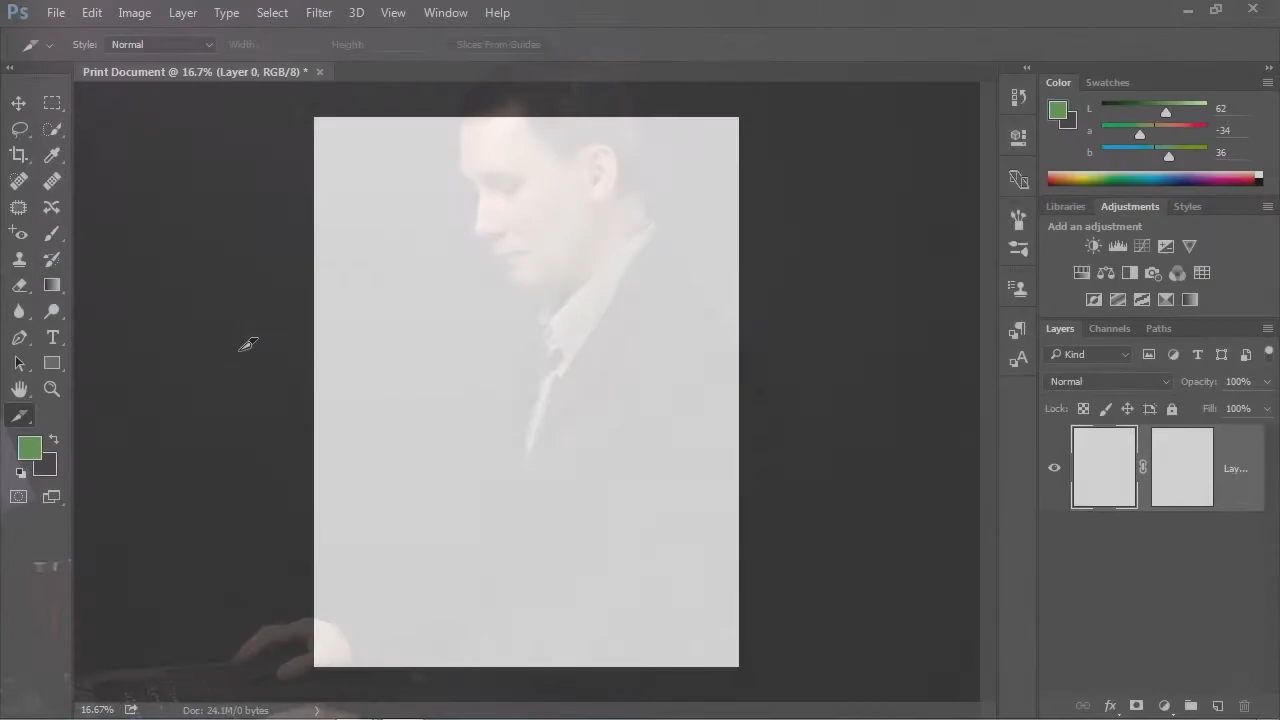 Ps File Edit Image Layer Type Select Filter 3D View Window Help
Style: Normal Width: Height: Slices From Guides
Print Document @ 16.7% (Layer 0, RGB/8) * ×
Color Swatches
L 62
a -34
b 36
Libraries Adjustments Styles
Add an adjustment
Layers Channels Paths
Kind
Normal Opacity: 100%
Lock: Fill: 100%
Lay...
16.67% Doc: 24.1M/0 bytes